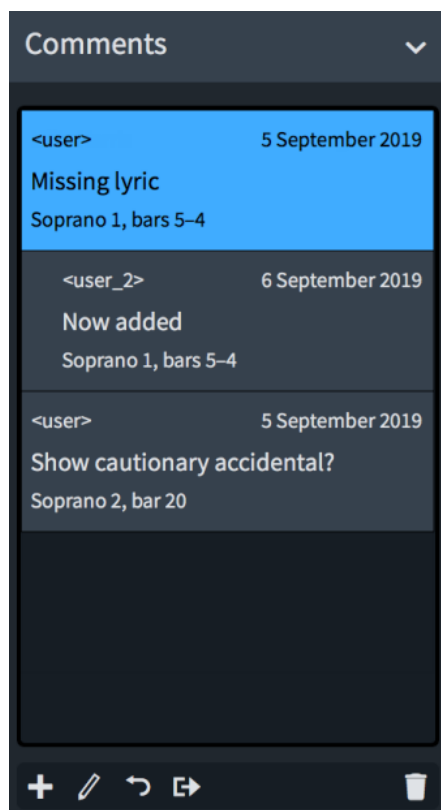 Comments
<user> 5 September 2019
Missing lyric
Soprano 1, bars 5–4
<user_2> 6 September 2019
Now added
Soprano 1, bars 5–4
<user> 5 September 2019
Show cautionary accidental?
Soprano 2, bar 20